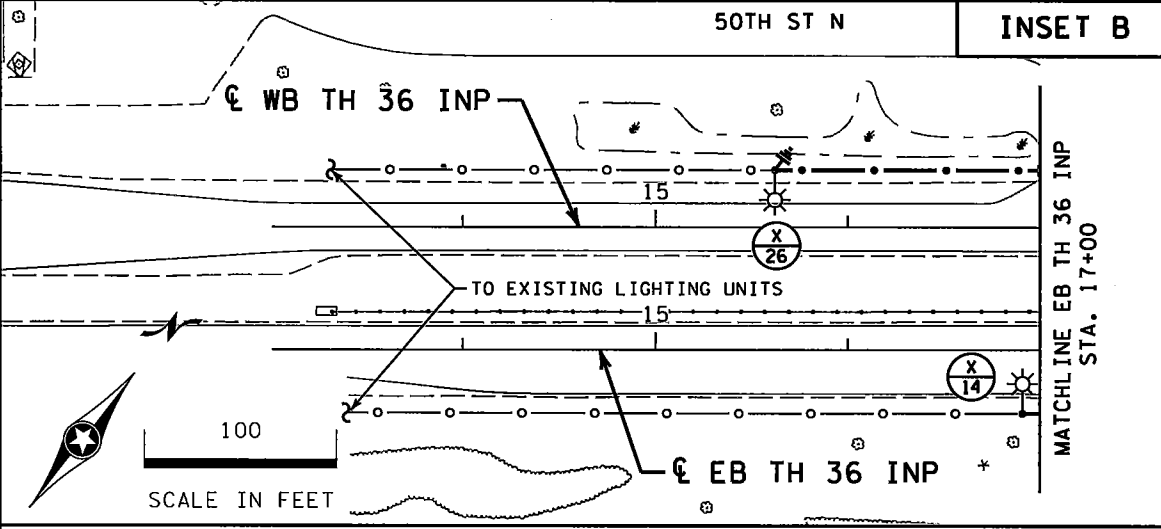 50TH ST N
INSET B
℄ WB TH 36 INP
15
X
26
TO EXISTING LIGHTING UNITS
15
X
14
MATCHLINE EB TH 36 INP
STA. 17+00
100
SCALE IN FEET
℄ EB TH 36 INP